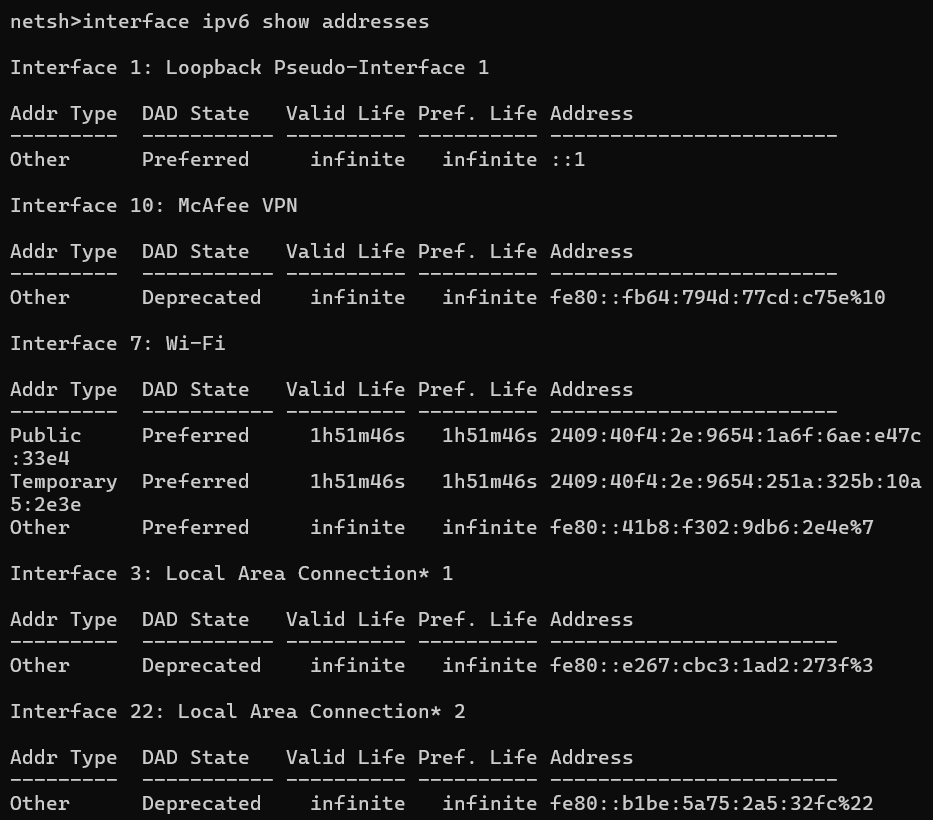 netsh>interface ipv6 show addresses
Interface 1: Loopback Pseudo-Interface 1
Addr Type  DAD State   Valid Life Pref. Life Address
---------  ----------- ---------- ---------- ------------------------
Other      Preferred     infinite   infinite ::1
Interface 10: McAfee VPN
Addr Type  DAD State   Valid Life Pref. Life Address
---------  ----------- ---------- ---------- ------------------------
Other      Deprecated    infinite   infinite fe80::fb64:794d:77cd:c75e%10
Interface 7: Wi-Fi
Addr Type  DAD State   Valid Life Pref. Life Address
---------  ----------- ---------- ---------- ------------------------
Public     Preferred     1h51m46s   1h51m46s 2409:40f4:2e:9654:1a6f:6ae:e47c
:33e4
Temporary  Preferred     1h51m46s   1h51m46s 2409:40f4:2e:9654:251a:325b:10a
5:2e3e
Other      Preferred     infinite   infinite fe80::41b8:f302:9db6:2e4e%7
Interface 3: Local Area Connection* 1
Addr Type  DAD State   Valid Life Pref. Life Address
---------  ----------- ---------- ---------- ------------------------
Other      Deprecated    infinite   infinite fe80::e267:cbc3:1ad2:273f%3
Interface 22: Local Area Connection* 2
Addr Type  DAD State   Valid Life Pref. Life Address
---------  ----------- ---------- ---------- ------------------------
Other      Deprecated    infinite   infinite fe80::b1be:5a75:2a5:32fc%22